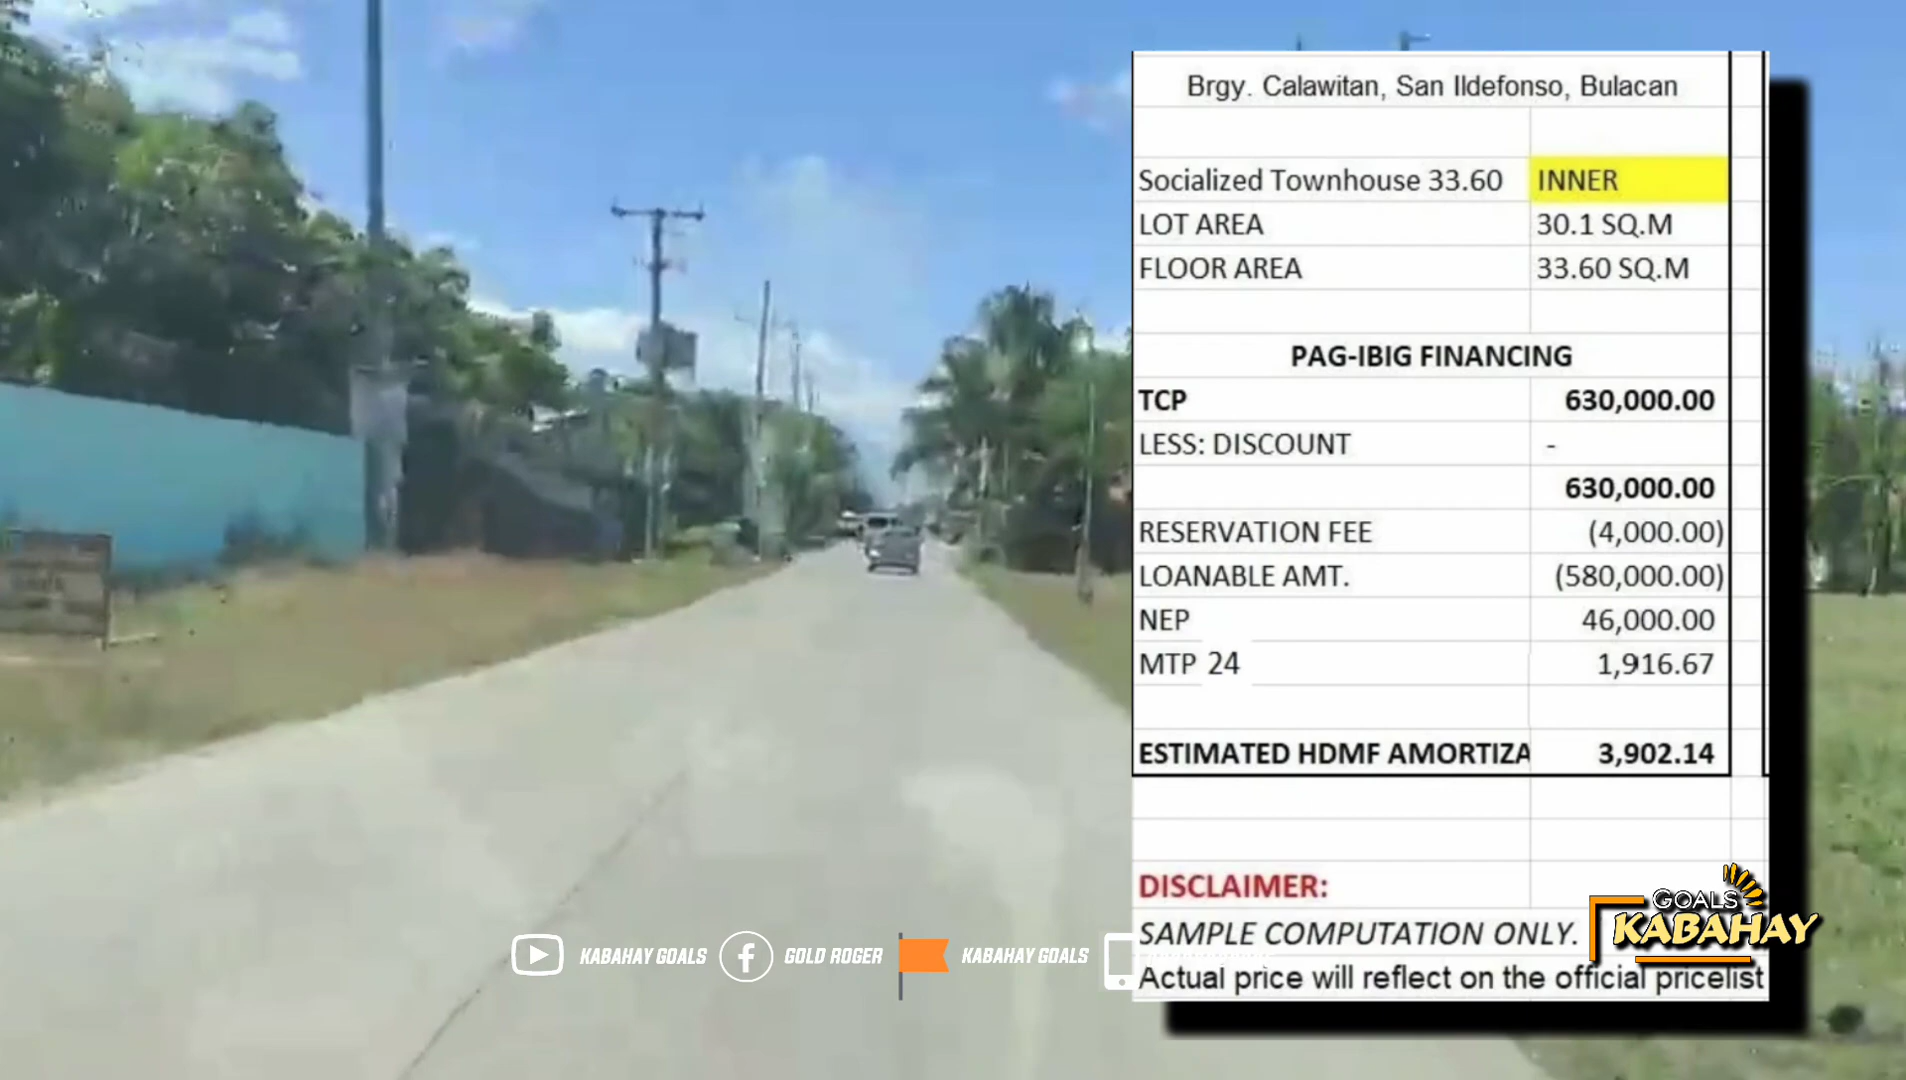 Brgy. Calawitan, San Ildefonso, Bulacan
Socialized Townhouse 33.60 INNER
LOT AREA 30.1 SQ.M
FLOOR AREA 33.60 SQ.M
PAG-IBIG FINANCING
TCP 630,000.00
LESS: DISCOUNT -
630,000.00
RESERVATION FEE (4,000.00)
LOANABLE AMT. (580,000.00)
NEP 46,000.00
MTP 24 1,916.67
ESTIMATED HDMF AMORTIZA 3,902.14
DISCLAIMER:
SAMPLE COMPUTATION ONLY.
Actual price will reflect on the official pricelist
GOALS
KABAHAY
KABAHAY GOALS GOLD ROGER KABAHAY GOALS